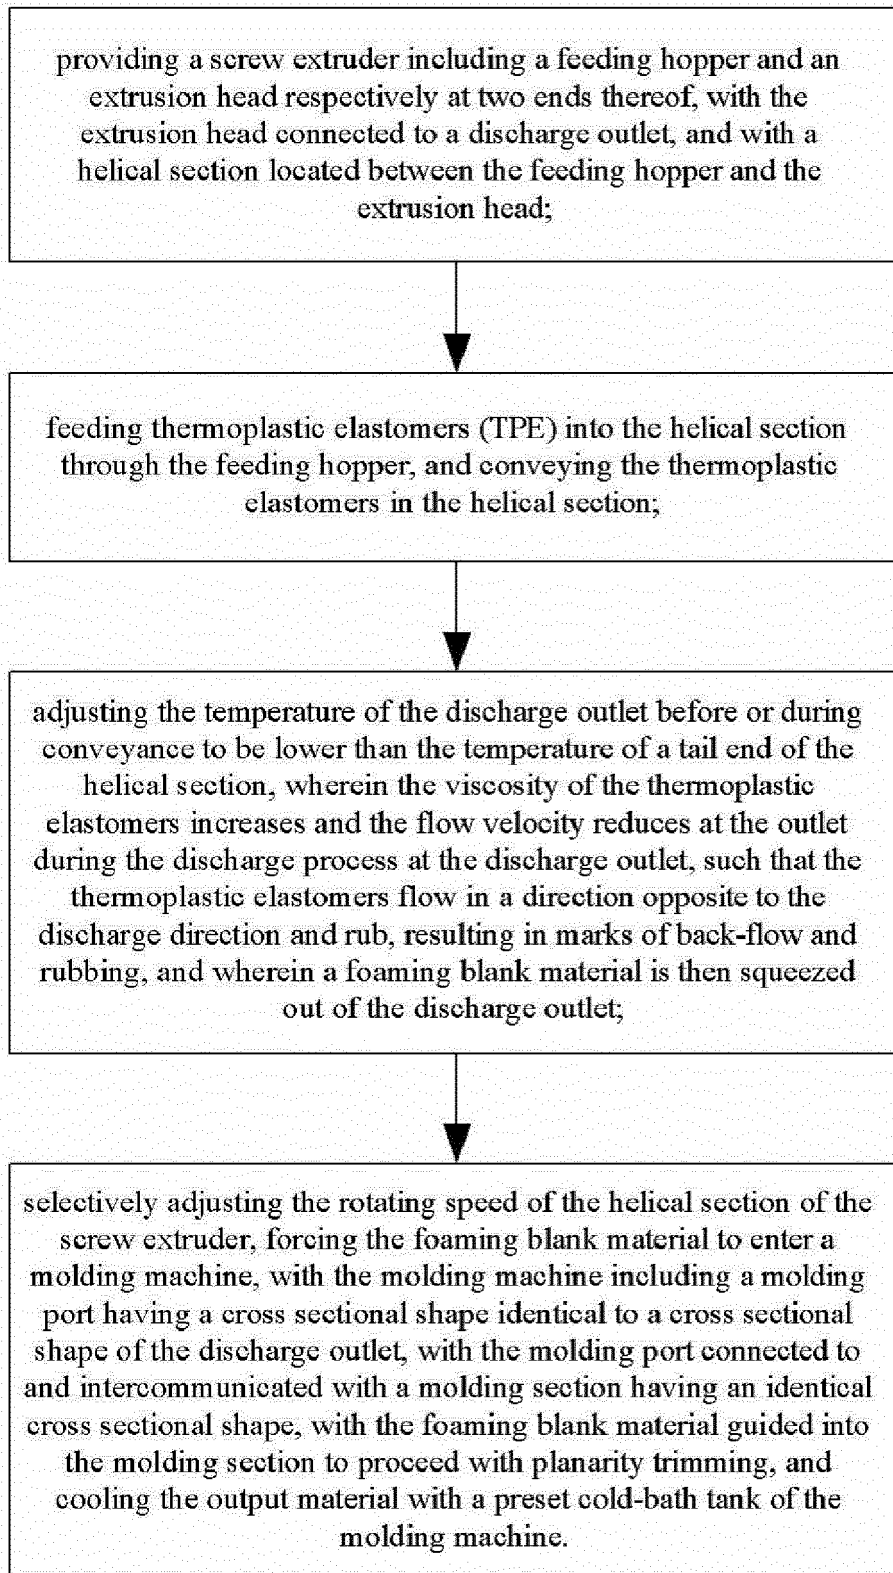 providing a screw extruder including a feeding hopper and an
extrusion head respectively at two ends thereof, with the
extrusion head connected to a discharge outlet, and with a
helical section located between the feeding hopper and the
extrusion head;
feeding thermoplastic elastomers (TPE) into the helical section
through the feeding hopper, and conveying the thermoplastic
elastomers in the helical section;
adjusting the temperature of the discharge outlet before or during
conveyance to be lower than the temperature of a tail end of the
helical section, wherein the viscosity of the thermoplastic
elastomers increases and the flow velocity reduces at the outlet
during the discharge process at the discharge outlet, such that the
thermoplastic elastomers flow in a direction opposite to the
discharge direction and rub, resulting in marks of back-flow and
rubbing, and wherein a foaming blank material is then squeezed
out of the discharge outlet;
selectively adjusting the rotating speed of the helical section of the
screw extruder, forcing the foaming blank material to enter a
molding machine, with the molding machine including a molding
port having a cross sectional shape identical to a cross sectional
shape of the discharge outlet, with the molding port connected to
and intercommunicated with a molding section having an identical
cross sectional shape, with the foaming blank material guided into
the molding section to proceed with planarity trimming, and
cooling the output material with a preset cold-bath tank of the
molding machine.